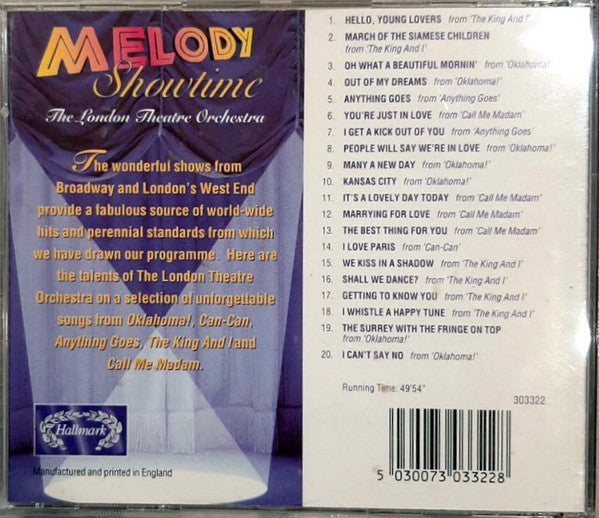 MELODY
Showtime
The London Theatre Orchestra
The wonderful shows from
Broadway and London's West End
provide a fabulous source of world-wide
hits and perennial standards from which
we have drawn our programme. Here are
the talents of The London Theatre
Orchestra on a selection of unforgettable
songs from Oklahoma!, Can-Can,
Anything Goes, The King And I and
Call Me Madam.
Hallmark
Manufactured and printed in England
1. HELLO, YOUNG LOVERS from 'The King And I'
2. MARCH OF THE SIAMESE CHILDREN
from 'The King And I'
3. OH WHAT A BEAUTIFUL MORNIN' from 'Oklahoma!'
4. OUT OF MY DREAMS from 'Oklahoma!'
5. ANYTHING GOES from 'Anything Goes'
6. YOU'RE JUST IN LOVE from 'Call Me Madam'
7. I GET A KICK OUT OF YOU from 'Anything Goes'
8. PEOPLE WILL SAY WE'RE IN LOVE from 'Oklahoma!'
9. MANY A NEW DAY from 'Oklahoma!'
10. KANSAS CITY from 'Oklahoma!'
11. IT'S A LOVELY DAY TODAY from 'Call Me Madam'
12. MARRYING FOR LOVE from 'Call Me Madam'
13. THE BEST THING FOR YOU from 'Call Me Madam'
14. I LOVE PARIS from 'Can-Can'
15. WE KISS IN A SHADOW from 'The King And I'
16. SHALL WE DANCE? from 'The King And I'
17. GETTING TO KNOW YOU from 'The King And I'
18. I WHISTLE A HAPPY TUNE from 'The King And I'
19. THE SURREY WITH THE FRINGE ON TOP
from 'Oklahoma!'
20. I CAN'T SAY NO from 'Oklahoma!'
Running Time: 49'54"
303322
5 030073 033228